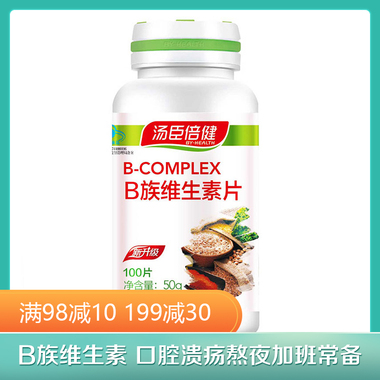 汤臣倍健
BY-HEALTH
B-COMPLEX
B族维生素片
新升级
100片
净含量: 50g
满98减10 199减30
B族维生素 口腔溃疡熬夜加班常备